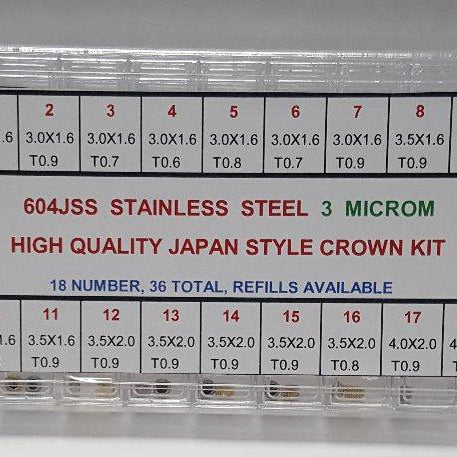 2 3 4 5 6 7 8
.6 3.0X1.6 3.0X1.6 3.0X1.6 3.0X1.6 3.0X1.6 3.0X1.6 3.5X1.6
T0.9 T0.7 T0.6 T0.8 T0.7 T0.9 T0.9
604JSS STAINLESS STEEL 3 MICROM
HIGH QUALITY JAPAN STYLE CROWN KIT
18 NUMBER, 36 TOTAL, REFILLS AVAILABLE
11 12 13 14 15 16 17
1.6 3.5X1.6 3.5X2.0 3.5X2.0 3.5X2.0 3.5X2.0 3.5X2.0 4.0X2.0 4
T0.9 T0.9 T0.9 T0.9 T0.9 T0.8 T0.9